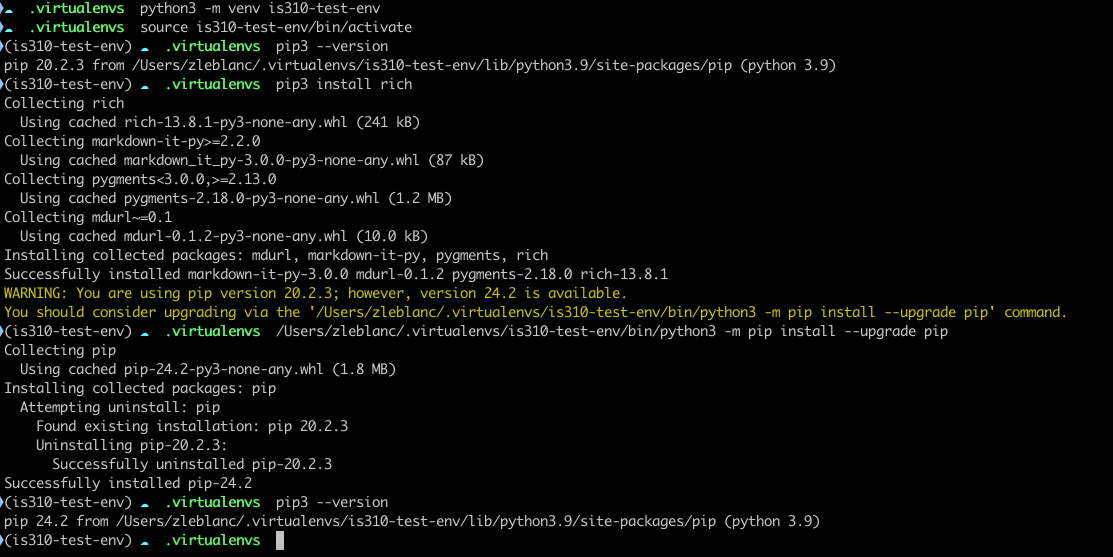 ☁ .virtualenvs python3 -m venv is310-test-env
☁ .virtualenvs source is310-test-env/bin/activate
(is310-test-env) ☁ .virtualenvs pip3 --version
pip 20.2.3 from /Users/zleblanc/.virtualenvs/is310-test-env/lib/python3.9/site-packages/pip (python 3.9)
(is310-test-env) ☁ .virtualenvs pip3 install rich
Collecting rich
  Using cached rich-13.8.1-py3-none-any.whl (241 kB)
Collecting markdown-it-py>=2.2.0
  Using cached markdown_it_py-3.0.0-py3-none-any.whl (87 kB)
Collecting pygments<3.0.0,>=2.13.0
  Using cached pygments-2.18.0-py3-none-any.whl (1.2 MB)
Collecting mdurl~=0.1
  Using cached mdurl-0.1.2-py3-none-any.whl (10.0 kB)
Installing collected packages: mdurl, markdown-it-py, pygments, rich
Successfully installed markdown-it-py-3.0.0 mdurl-0.1.2 pygments-2.18.0 rich-13.8.1
WARNING: You are using pip version 20.2.3; however, version 24.2 is available.
You should consider upgrading via the '/Users/zleblanc/.virtualenvs/is310-test-env/bin/python3 -m pip install --upgrade pip' command.
(is310-test-env) ☁ .virtualenvs /Users/zleblanc/.virtualenvs/is310-test-env/bin/python3 -m pip install --upgrade pip
Collecting pip
  Using cached pip-24.2-py3-none-any.whl (1.8 MB)
Installing collected packages: pip
  Attempting uninstall: pip
    Found existing installation: pip 20.2.3
    Uninstalling pip-20.2.3:
      Successfully uninstalled pip-20.2.3
Successfully installed pip-24.2
(is310-test-env) ☁ .virtualenvs pip3 --version
pip 24.2 from /Users/zleblanc/.virtualenvs/is310-test-env/lib/python3.9/site-packages/pip (python 3.9)
(is310-test-env) ☁ .virtualenvs